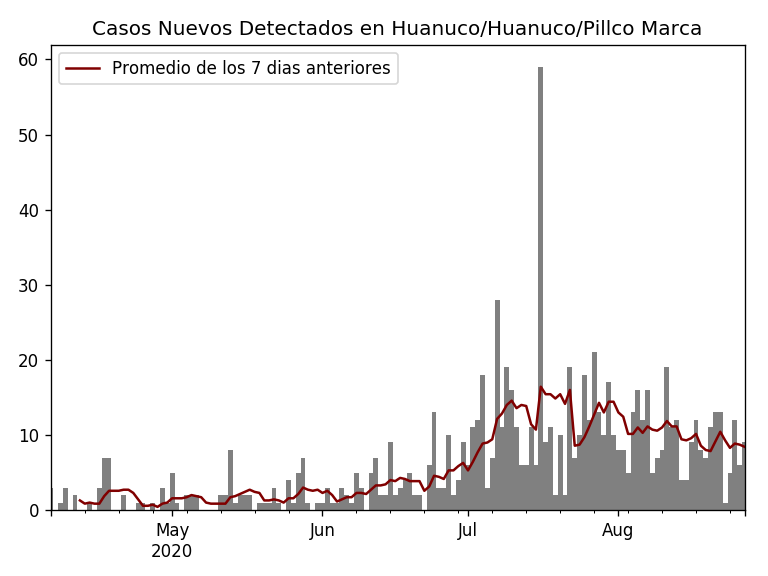 Casos Nuevos Detectados en Huanuco/Huanuco/Pillco Marca
Promedio de los 7 dias anteriores
60
50
40
30
20
10
0
May
2020
Jun
Jul
Aug